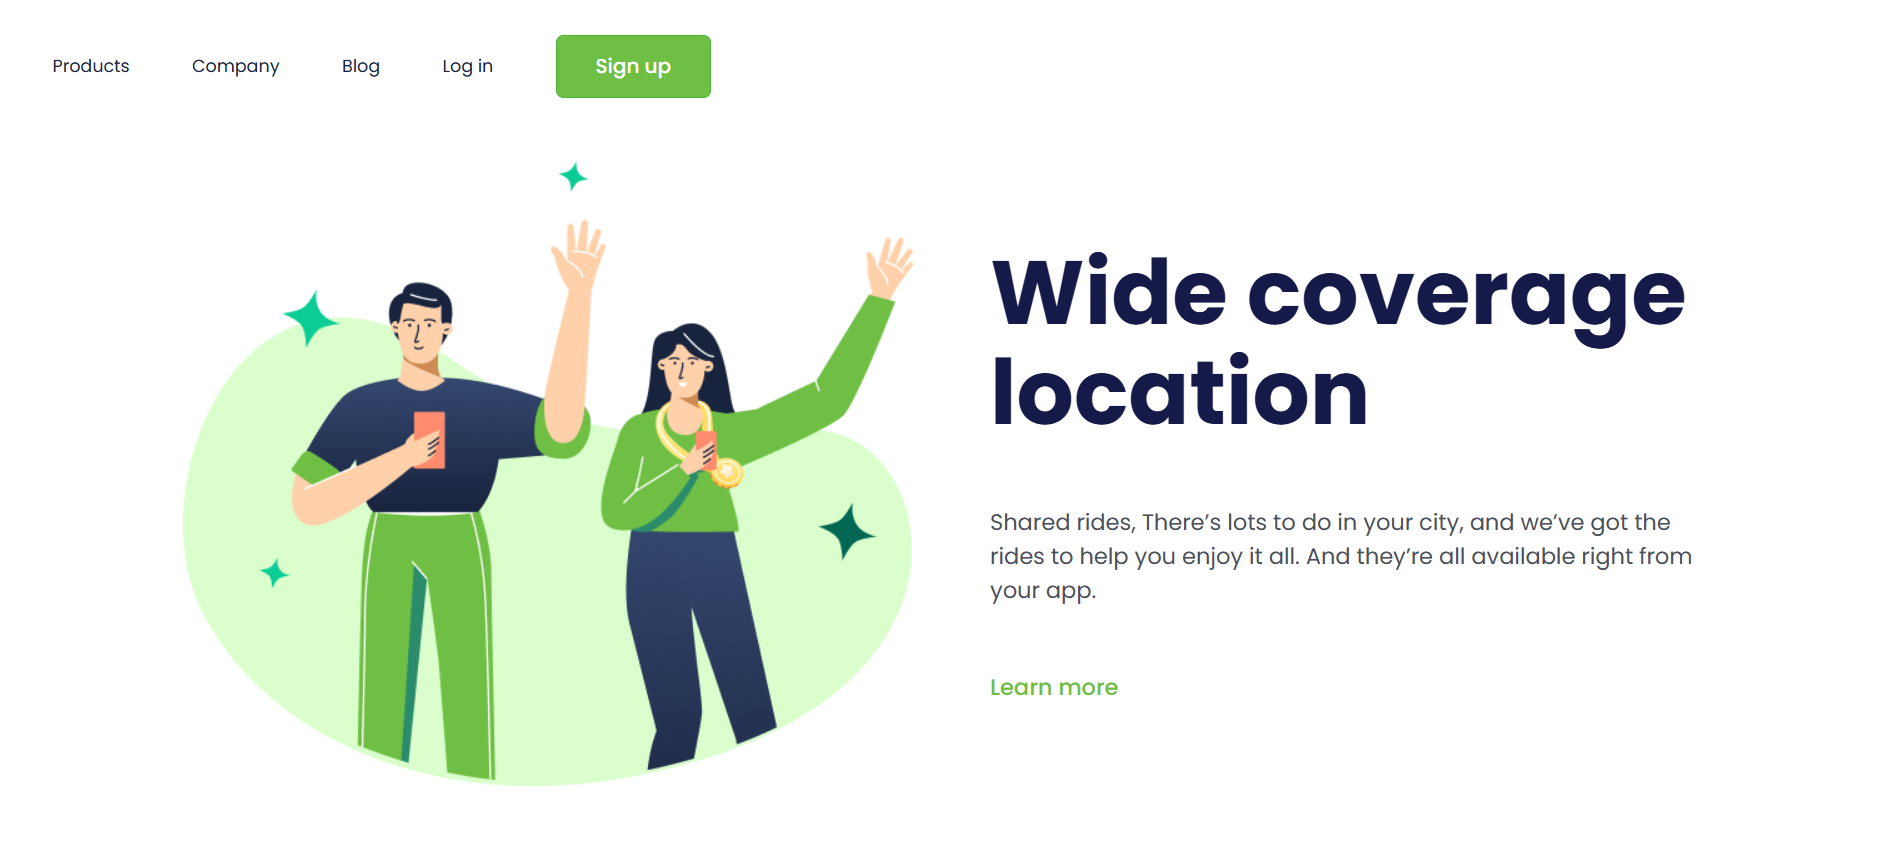 Products Company Blog Log in Sign up
Wide coverage
location
Shared rides, There’s lots to do in your city, and we’ve got the
rides to help you enjoy it all. And they’re all available right from
your app.
Learn more